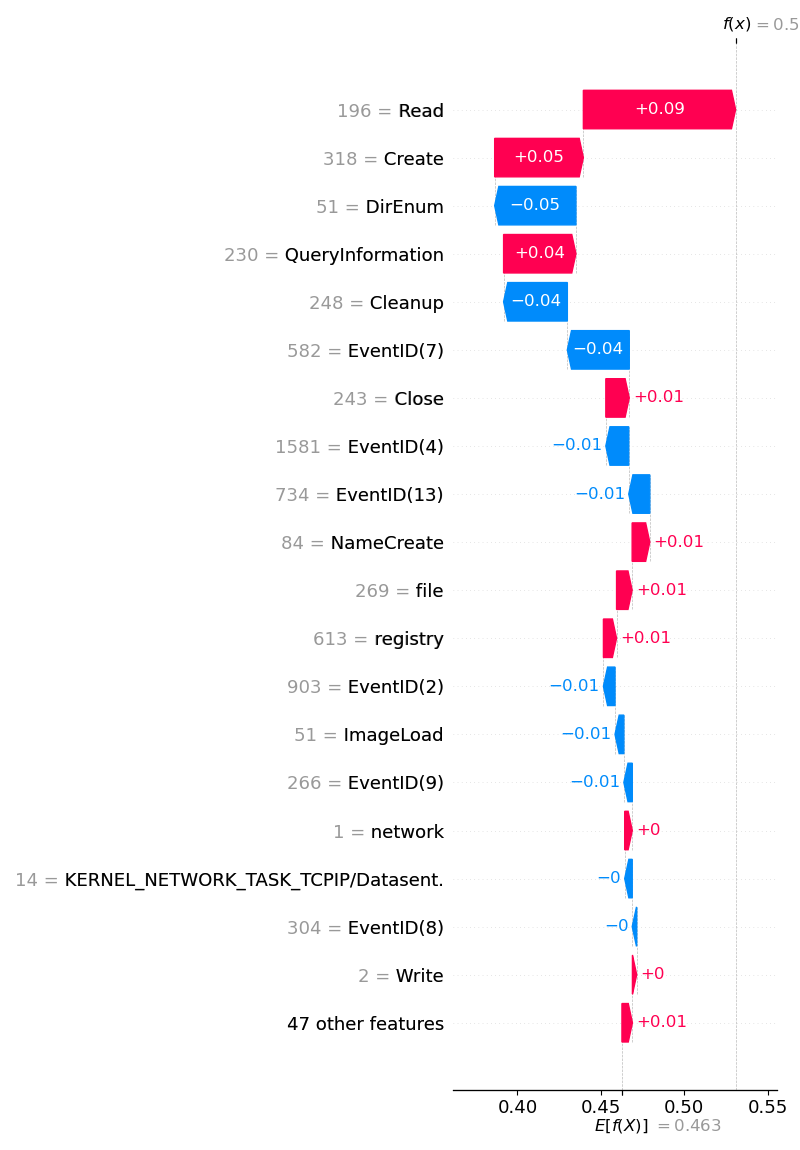 f(x) = 0.5
196 = Read +0.09
318 = Create +0.05
51 = DirEnum −0.05
230 = QueryInformation +0.04
248 = Cleanup −0.04
582 = EventID(7) −0.04
243 = Close +0.01
1581 = EventID(4) −0.01
734 = EventID(13) −0.01
84 = NameCreate +0.01
269 = file +0.01
613 = registry +0.01
903 = EventID(2) −0.01
51 = ImageLoad −0.01
266 = EventID(9) −0.01
1 = network +0
14 = KERNEL_NETWORK_TASK_TCPIP/Datasent. −0
304 = EventID(8) −0
2 = Write +0
47 other features +0.01
0.40 0.45 0.50 0.55
E[f(X)] = 0.463